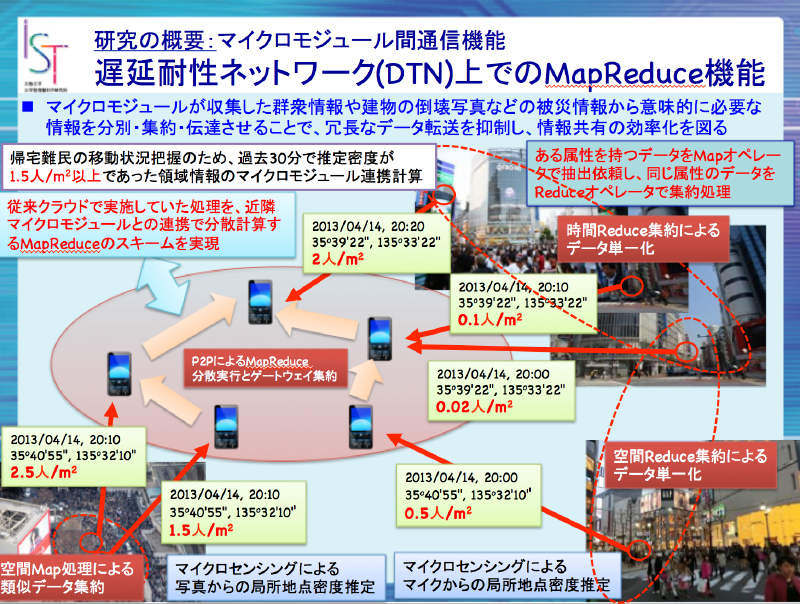 IST
大阪大学
大学院情報科学研究科
研究の概要：マイクロモジュール間通信機能
遅延耐性ネットワーク(DTN)上でのMapReduce機能
■ マイクロモジュールが収集した群衆情報や建物の倒壊写真などの被災情報から意味的に必要な
情報を分別・集約・伝達させることで、冗長なデータ転送を抑制し、情報共有の効率化を図る
帰宅難民の移動状況把握のため、過去30分で推定密度が
1.5人/m²以上であった領域情報のマイクロモジュール連携計算
ある属性を持つデータをMapオペレー
タで抽出依頼し、同じ属性のデータを
Reduceオペレータで集約処理
従来クラウドで実施していた処理を、近隣
マイクロモジュールとの連携で分散計算す
るMapReduceのスキームを実現
2013/04/14, 20:20
35°39'22", 135°33'22"
2人/m²
時間Reduce集約による
データ単一化
2013/04/14, 20:10
35°39'22", 135°33'22"
0.1人/m²
P2PによるMapReduce
分散実行とゲートウェイ集約
2013/04/14, 20:00
35°39'22", 135°33'22"
0.02人/m²
2013/04/14, 20:10
35°40'55", 135°32'10"
2.5人/m²
空間Reduce集約による
データ単一化
2013/04/14, 20:10
35°40'55", 135°32'10"
1.5人/m²
2013/04/14, 20:00
35°40'55", 135°32'10"
0.5人/m²
空間Map処理による
類似データ集約
マイクロセンシングによる
写真からの局所地点密度推定
マイクロセンシングによる
マイクからの局所地点密度推定